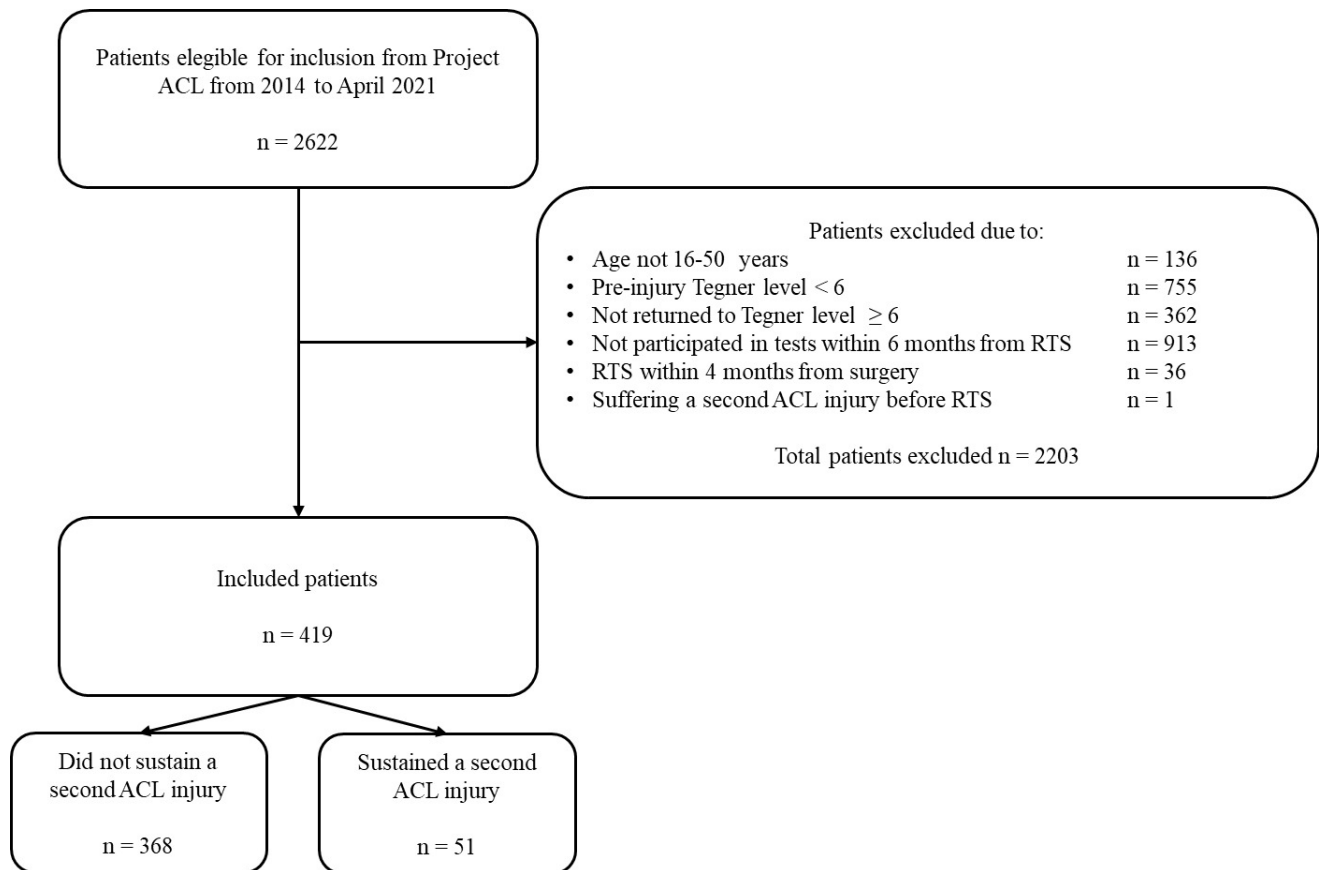 Patients elegible for inclusion from Project
ACL from 2014 to April 2021
n = 2622
Patients excluded due to:
• Age not 16-50 years n = 136
• Pre-injury Tegner level < 6 n = 755
• Not returned to Tegner level ≥ 6 n = 362
• Not participated in tests within 6 months from RTS n = 913
• RTS within 4 months from surgery n = 36
• Suffering a second ACL injury before RTS n = 1
Total patients excluded n = 2203
Included patients
n = 419
Did not sustain a
second ACL injury
n = 368
Sustained a second
ACL injury
n = 51